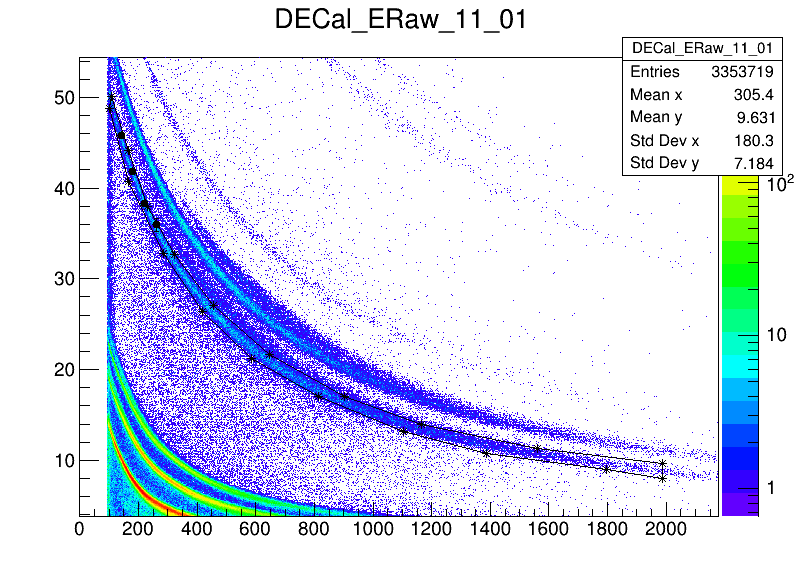 DECal_ERaw_11_01
DECal_ERaw_11_01
Entries 3353719
Mean x 305.4
Mean y 9.631
Std Dev x 180.3
Std Dev y 7.184
50
40
30
20
10
10²
10
1
0 200 400 600 800 1000 1200 1400 1600 1800 2000